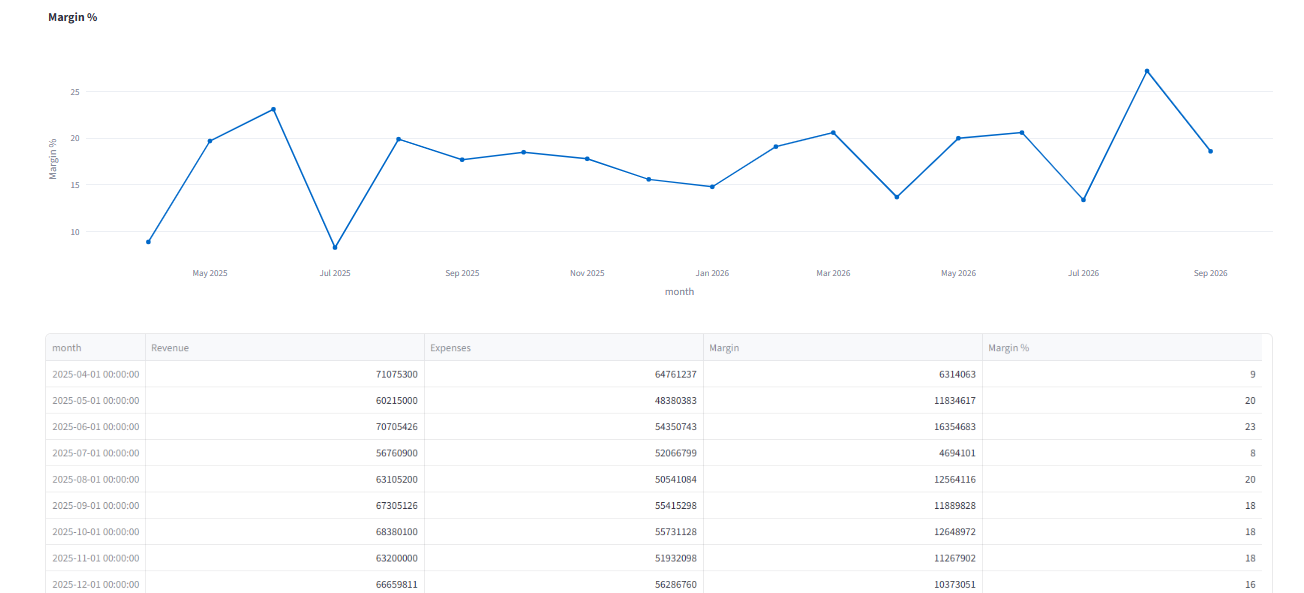 Margin %
25
20
15
10
Margin %
May 2025 Jul 2025 Sep 2025 Nov 2025 Jan 2026 Mar 2026 May 2026 Jul 2026 Sep 2026
month
month Revenue Expenses Margin Margin %
2025-04-01 00:00:00 71075300 64761237 6314063 9
2025-05-01 00:00:00 60215000 48380383 11834617 20
2025-06-01 00:00:00 70705426 54350743 16354683 23
2025-07-01 00:00:00 56760900 52066799 4694101 8
2025-08-01 00:00:00 63105200 50541084 12564116 20
2025-09-01 00:00:00 67305126 55415298 11889828 18
2025-10-01 00:00:00 68380100 55731128 12648972 18
2025-11-01 00:00:00 63200000 51932098 11267902 18
2025-12-01 00:00:00 66659811 56286760 10373051 16